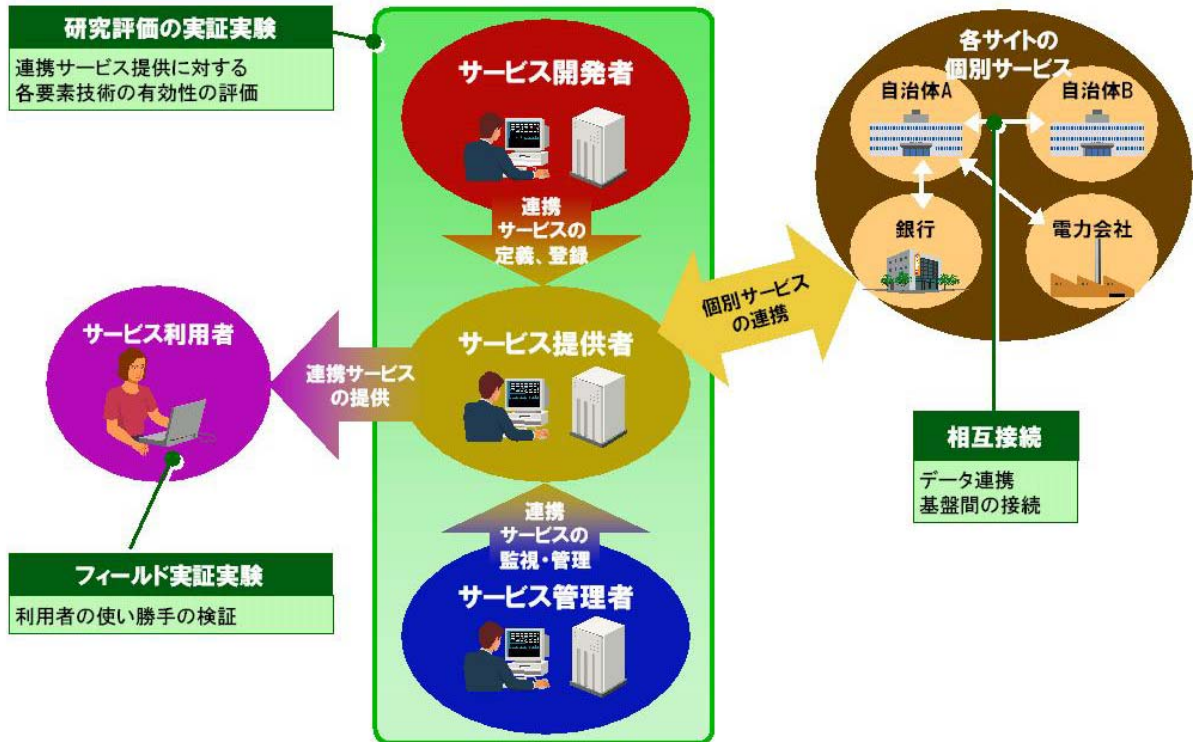 研究評価の実証実験
連携サービス提供に対する
各要素技術の有効性の評価
サービス開発者
連携
サービスの
定義、登録
各サイトの
個別サービス
自治体A
自治体B
銀行
電力会社
個別サービス
の連携
サービス利用者
連携サービス
の提供
サービス提供者
相互接続
データ連携
基盤間の接続
連携
サービスの
監視・管理
サービス管理者
フィールド実証実験
利用者の使い勝手の検証